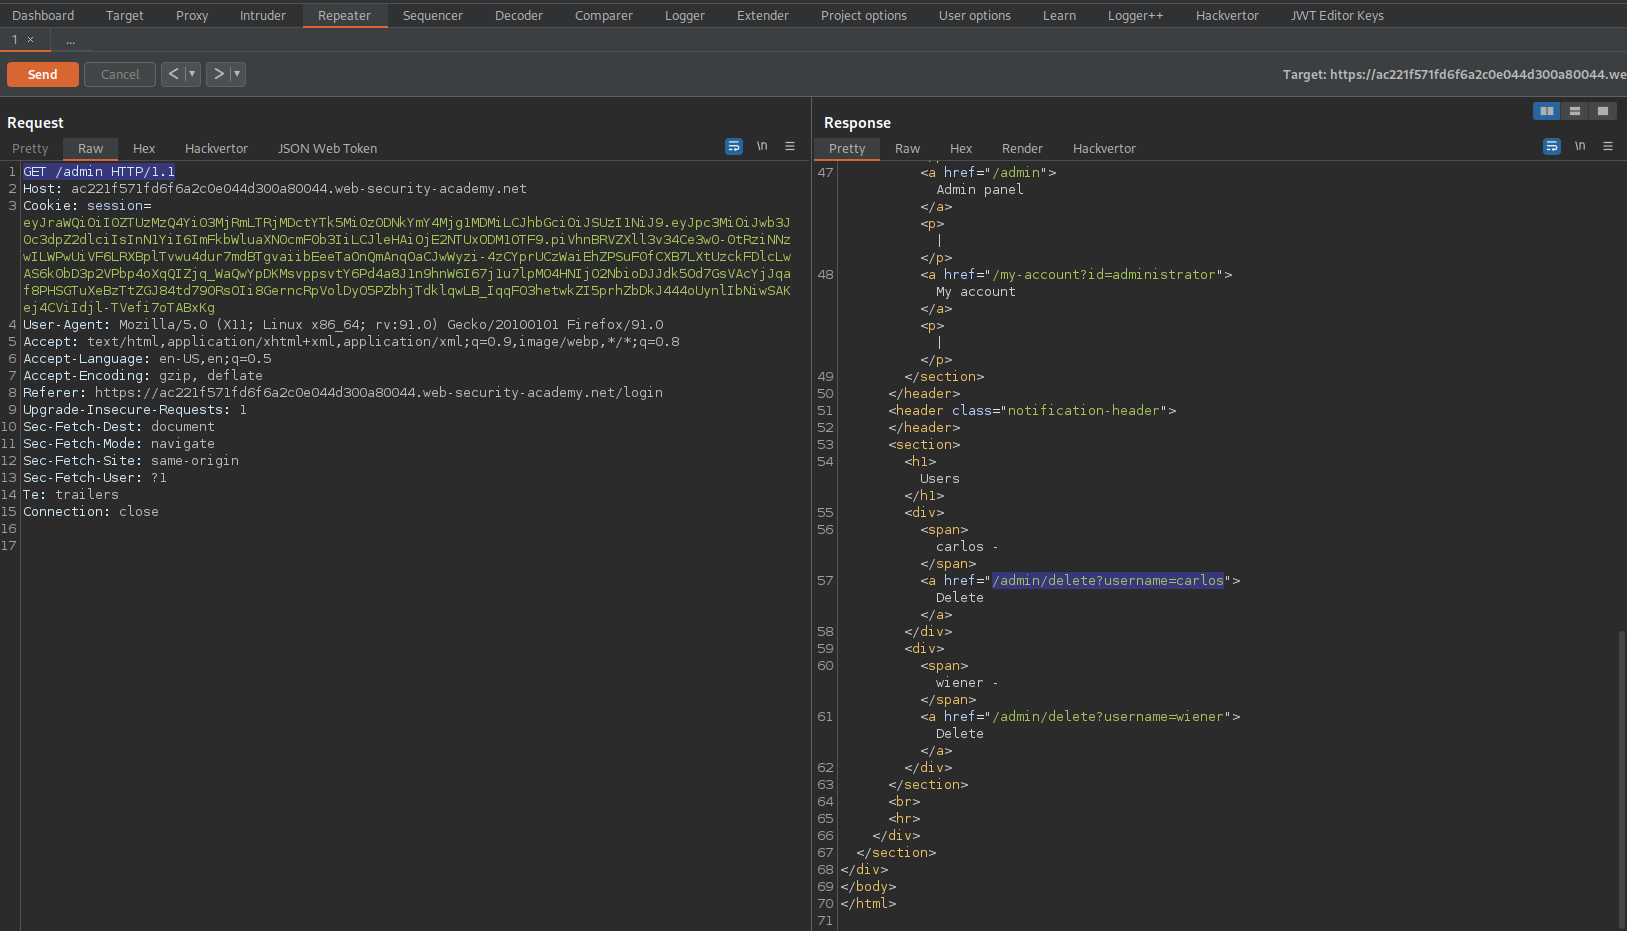 Dashboard Target Proxy Intruder Repeater Sequencer Decoder Comparer Logger Extender Project options User options Learn Logger++ Hackvertor JWT Editor Keys
1 × ...
Send Cancel < ▾ > ▾ Target: https://ac221f571fd6f6a2c0e044d300a80044.we
Request
Pretty Raw Hex Hackvertor JSON Web Token \n
1 GET /admin HTTP/1.1
2 Host: ac221f571fd6f6a2c0e044d300a80044.web-security-academy.net
3 Cookie: session=
4 User-Agent: Mozilla/5.0 (X11; Linux x86_64; rv:91.0) Gecko/20100101 Firefox/91.0
5 Accept: text/html,application/xhtml+xml,application/xml;q=0.9,image/webp,*/*;q=0.8
6 Accept-Language: en-US,en;q=0.5
7 Accept-Encoding: gzip, deflate
8 Referer: https://ac221f571fd6f6a2c0e044d300a80044.web-security-academy.net/login
9 Upgrade-Insecure-Requests: 1
10 Sec-Fetch-Dest: document
11 Sec-Fetch-Mode: navigate
12 Sec-Fetch-Site: same-origin
13 Sec-Fetch-User: ?1
14 Te: trailers
15 Connection: close
16
17
Response
Pretty Raw Hex Render Hackvertor \n
47 <a href="/admin">
Admin panel
</a>
<p>
|
</p>
48 <a href="/my-account?id=administrator">
My account
</a>
<p>
|
</p>
49 </section>
50 </header>
51 <header class="notification-header">
52 </header>
53 <section>
54 <h1>
Users
</h1>
55 <div>
56 <span>
carlos -
</span>
57 <a href="/admin/delete?username=carlos">
Delete
</a>
58 </div>
59 <div>
60 <span>
wiener -
</span>
61 <a href="/admin/delete?username=wiener">
Delete
</a>
62 </div>
63 </section>
64 <br>
65 <hr>
66 </div>
67 </section>
68 </div>
69 </body>
70 </html>
71